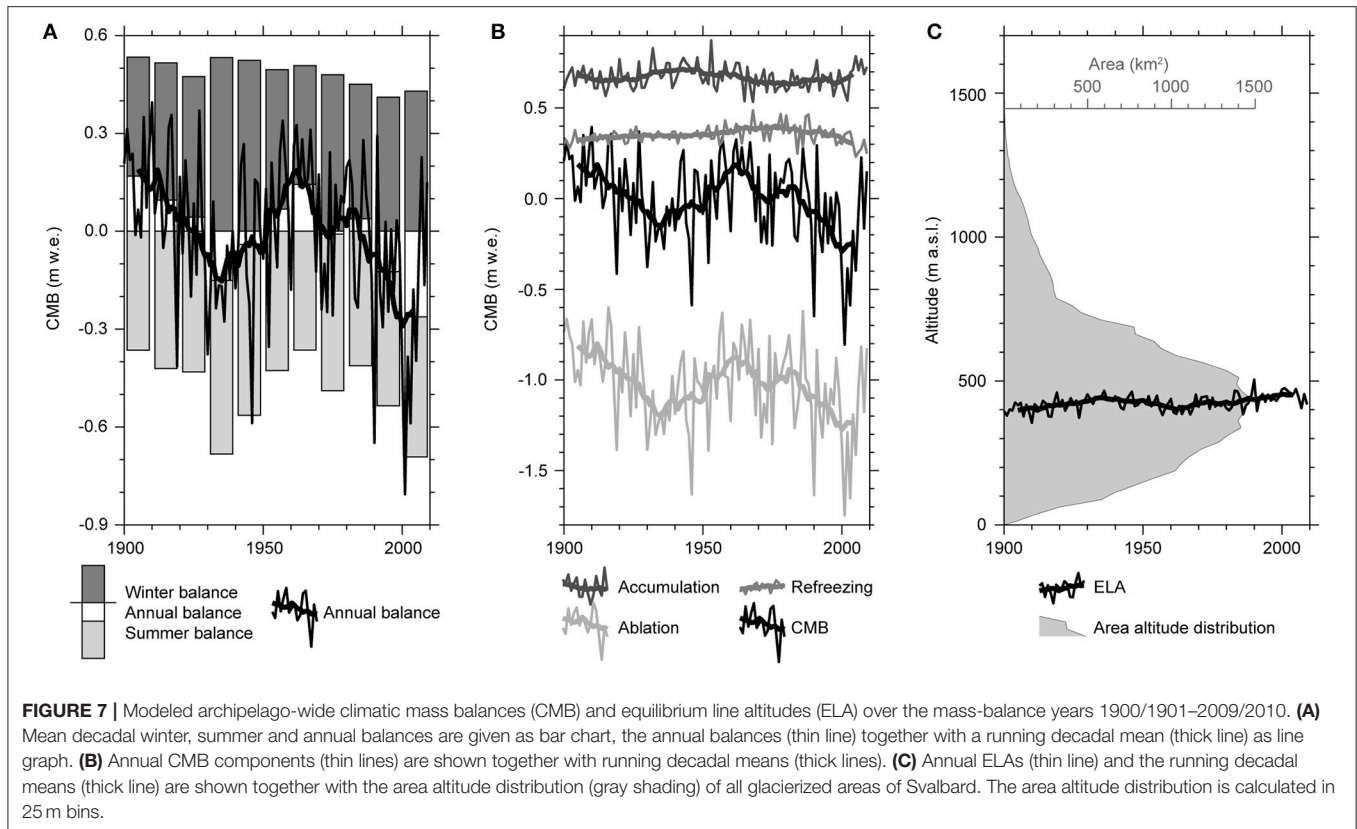 A
0.6
0.3
0.0
-0.3
-0.6
-0.9
CMB (m w.e.)
1900
1950
2000
Winter balance
Annual balance
Summer balance
Annual balance
B
0.5
0.0
-0.5
-1.0
-1.5
CMB (m w.e.)
1900
1950
2000
Accumulation
Refreezing
Ablation
CMB
C
Area (km²)
500
1000
1500
1500
1000
500
0
Altitude (m a.s.l.)
1900
1950
2000
ELA
Area altitude distribution
FIGURE 7 | Modeled archipelago-wide climatic mass balances (CMB) and equilibrium line altitudes (ELA) over the mass-balance years 1900/1901–2009/2010. (A)
Mean decadal winter, summer and annual balances are given as bar chart, the annual balances (thin line) together with a running decadal mean (thick line) as line
graph. (B) Annual CMB components (thin lines) are shown together with running decadal means (thick lines). (C) Annual ELAs (thin line) and the running decadal
means (thick line) are shown together with the area altitude distribution (gray shading) of all glacierized areas of Svalbard. The area altitude distribution is calculated in
25 m bins.